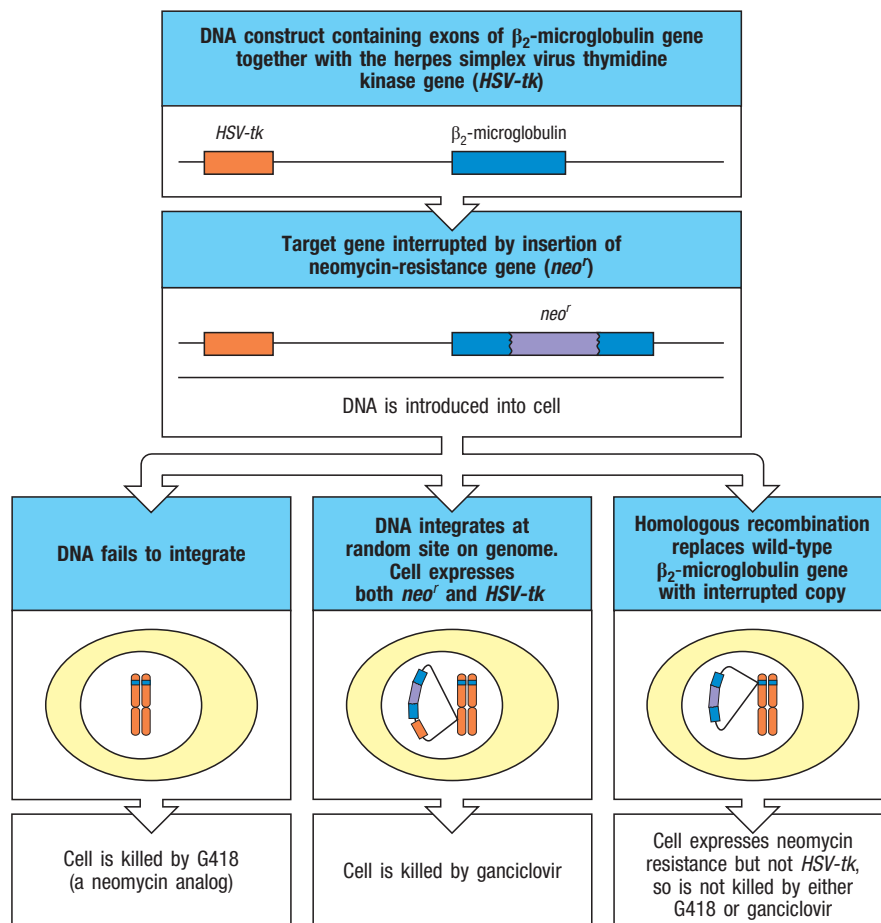 DNA construct containing exons of β₂-microglobulin gene
together with the herpes simplex virus thymidine
kinase gene (HSV-tk)
HSV-tk
β₂-microglobulin
Target gene interrupted by insertion of
neomycin-resistance gene (neoʳ)
neoʳ
DNA is introduced into cell
DNA fails to integrate
DNA integrates at
random site on genome.
Cell expresses
both neoʳ and HSV-tk
Homologous recombination
replaces wild-type
β₂-microglobulin gene
with interrupted copy
Cell is killed by G418
(a neomycin analog)
Cell is killed by ganciclovir
Cell expresses neomycin
resistance but not HSV-tk,
so is not killed by either
G418 or ganciclovir